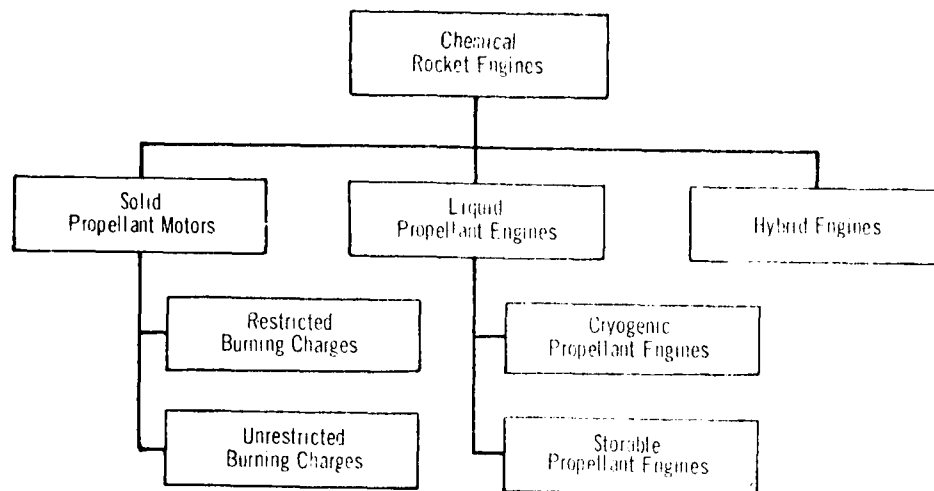 Chemical
Rocket Engines
Solid
Propellant Motors
Liquid
Propellant Engines
Hybrid Engines
Restricted
Burning Charges
Cryogenic
Propellant Engines
Unrestricted
Burning Charges
Storable
Propellant Engines